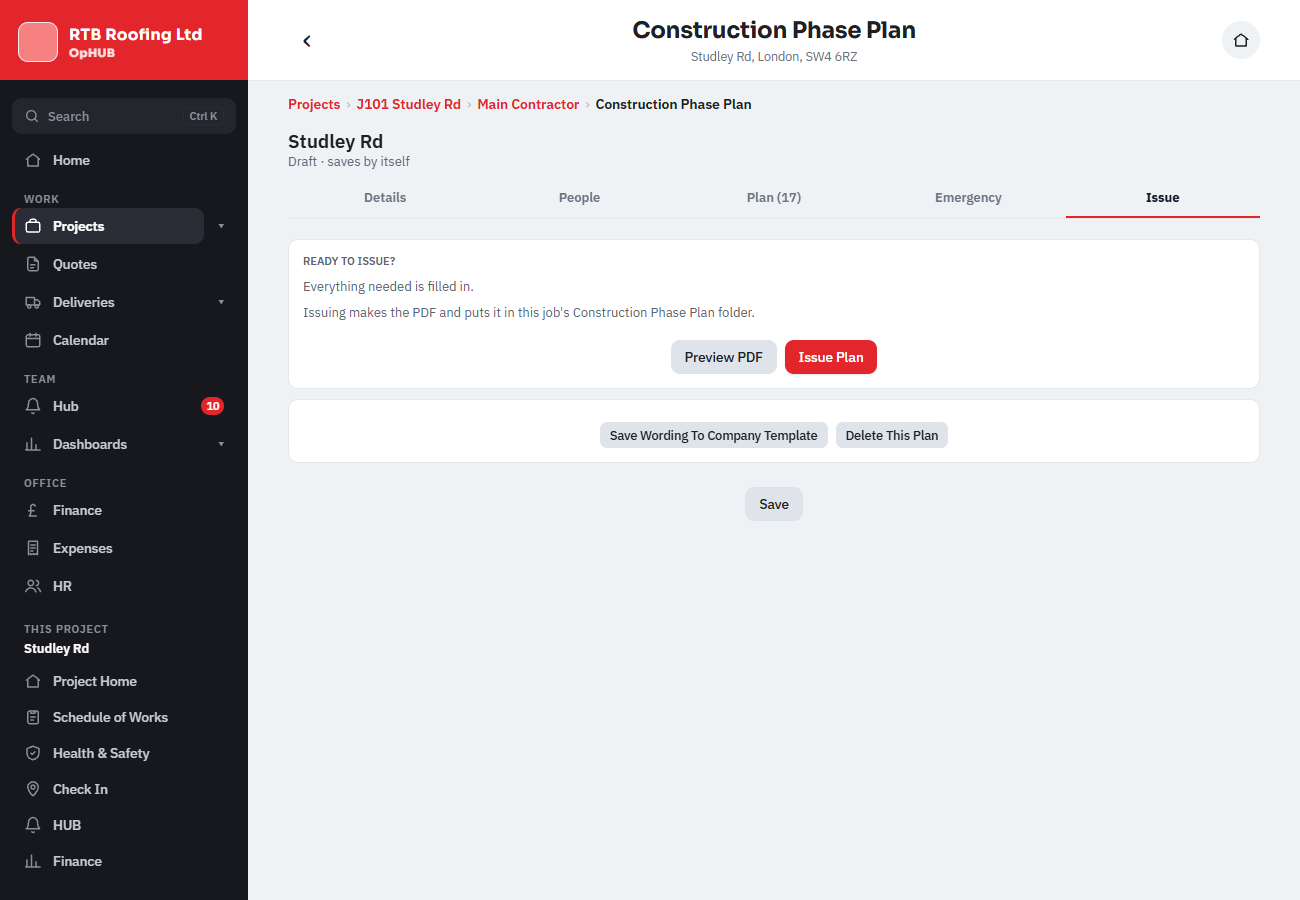 RTB Roofing Ltd
OpHUB
Search
Ctrl K
Home
WORK
Projects
Quotes
Deliveries
Calendar
TEAM
Hub
10
Dashboards
OFFICE
Finance
Expenses
HR
THIS PROJECT
Studley Rd
Project Home
Schedule of Works
Health & Safety
Check In
HUB
Finance
Construction Phase Plan
Studley Rd, London, SW4 6RZ
Projects › J101 Studley Rd › Main Contractor › Construction Phase Plan
Studley Rd
Draft · saves by itself
Details
People
Plan (17)
Emergency
Issue
READY TO ISSUE?
Everything needed is filled in.
Issuing makes the PDF and puts it in this job's Construction Phase Plan folder.
Preview PDF
Issue Plan
Save Wording To Company Template
Delete This Plan
Save